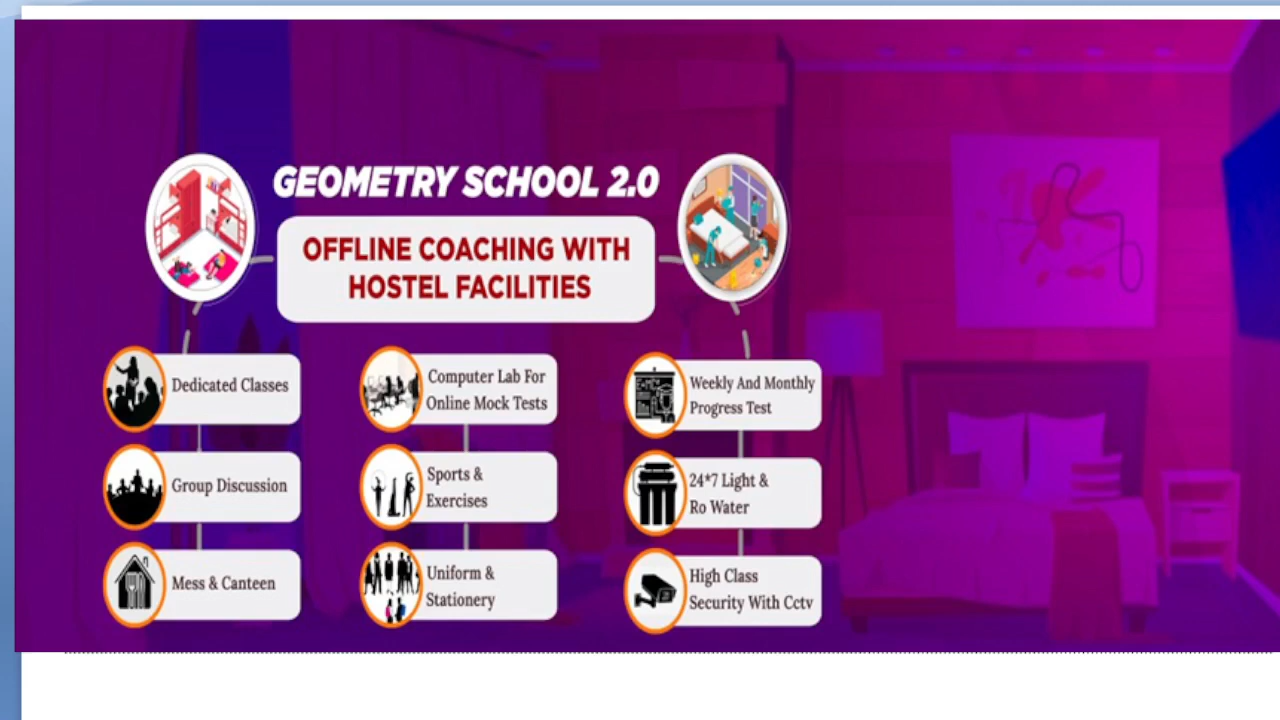 GEOMETRY SCHOOL 2.0
OFFLINE COACHING WITH
HOSTEL FACILITIES
Dedicated Classes
Group Discussion
Mess & Canteen
Computer Lab For
Online Mock Tests
Sports &
Exercises
Uniform &
Stationery
Weekly And Monthly
Progress Test
24*7 Light &
Ro Water
High Class
Security With Cctv